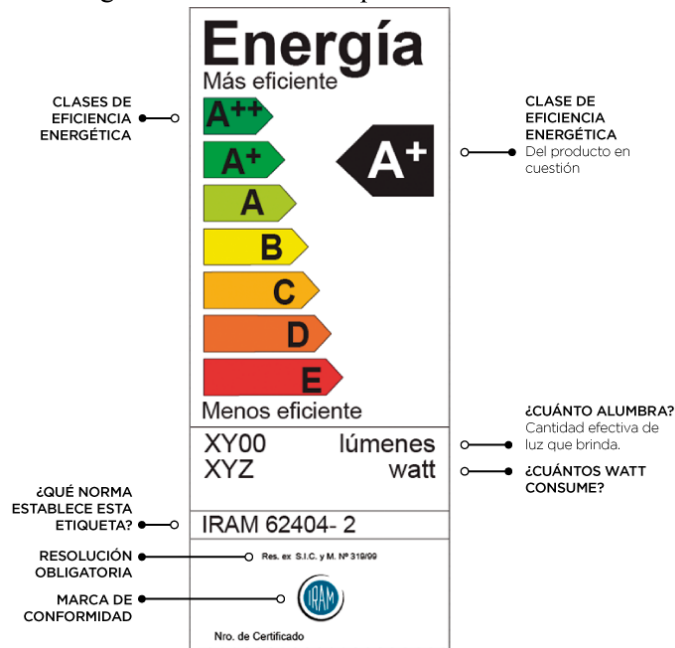 Energía
Más eficiente
CLASES DE
EFICIENCIA
ENERGÉTICA
A++
A+
A
B
C
D
E
A+
CLASE DE
EFICIENCIA
ENERGÉTICA
Del producto en
cuestión
Menos eficiente
XY00 lúmenes
XYZ watt
¿CUÁNTO ALUMBRA?
Cantidad efectiva de
luz que brinda.
¿CUÁNTOS WATT
CONSUME?
¿QUÉ NORMA
ESTABLECE ESTA
ETIQUETA?
IRAM 62404- 2
RESOLUCIÓN
OBLIGATORIA
Res. ex S.I.C. y M. Nº 319/99
MARCA DE
CONFORMIDAD
IRAM
Nro. de Certificado